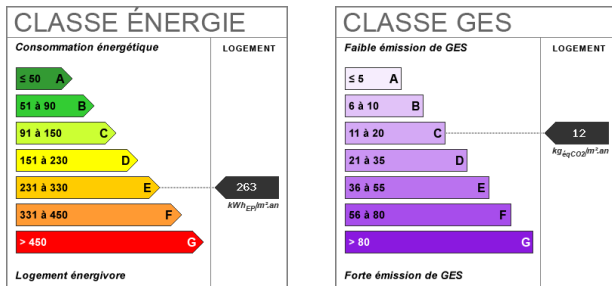 CLASSE ÉNERGIE
Consommation énergétique
LOGEMENT
≤ 50 A
51 à 90 B
91 à 150 C
151 à 230 D
231 à 330 E
263
kWhEP/m².an
331 à 450 F
> 450 G
Logement énergivore
CLASSE GES
Faible émission de GES
LOGEMENT
≤ 5 A
6 à 10 B
11 à 20 C
12
kgéqCO2/m².an
21 à 35 D
36 à 55 E
56 à 80 F
> 80 G
Forte émission de GES